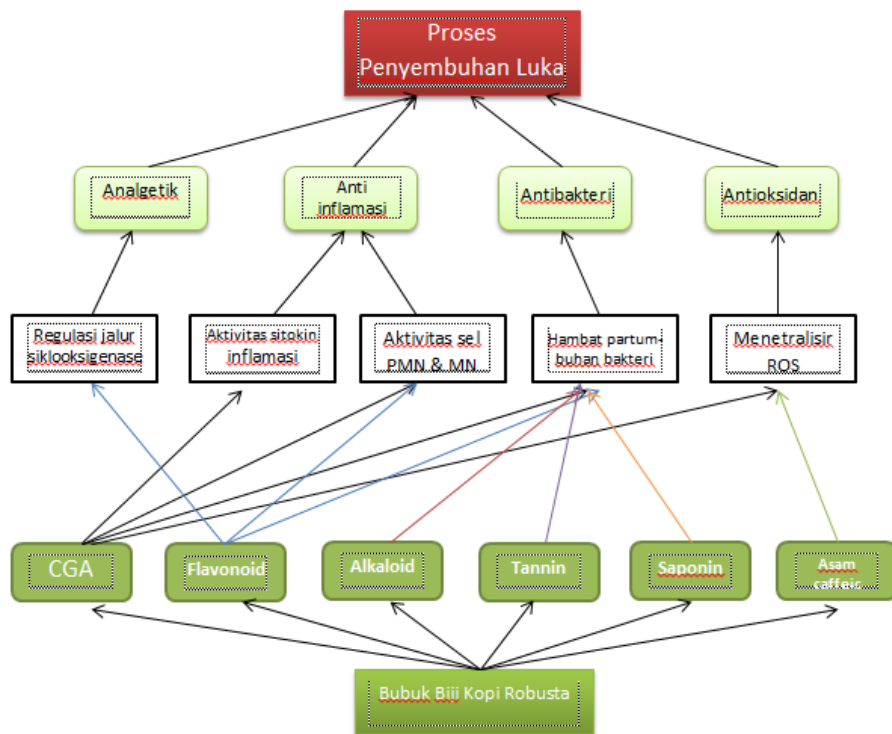 Proses
Penyembuhan Luka
Analgetik
Anti
inflamasi
Antibakteri
Antioksidan
Regulasi jalur
siklooksigenase
Aktivitas sitokin
inflamasi
Aktivitas sel
PMN & MN
Hambat partum-
buhan bakteri
Menetralisir
ROS
CGA
Flavonoid
Alkaloid
Tannin
Saponin
Asam
caffeic
Bubuk Biji Kopi Robusta